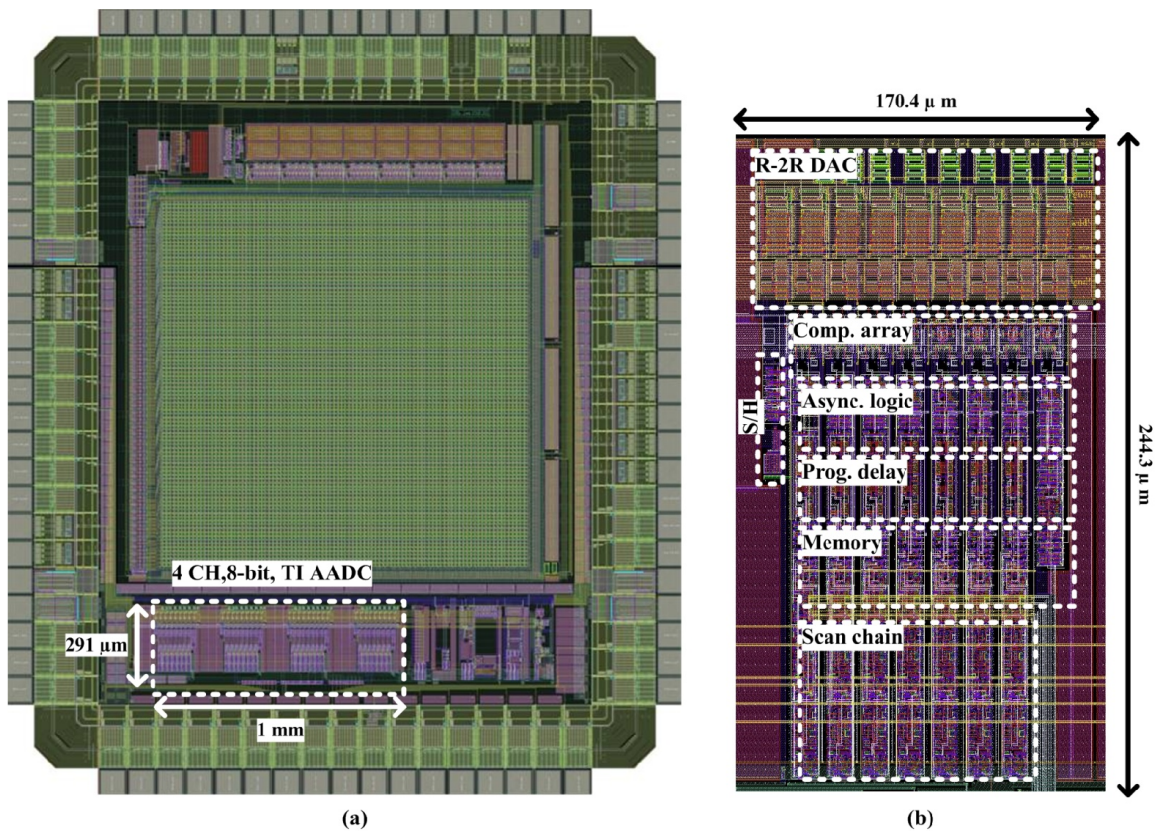 170.4 µ m
R-2R DAC
Comp. array
S/H
Async. logic
Prog. delay
244.3 µ m
Memory
4 CH,8-bit, TI AADC
291 µm
Scan chain
1 mm
(a)
(b)